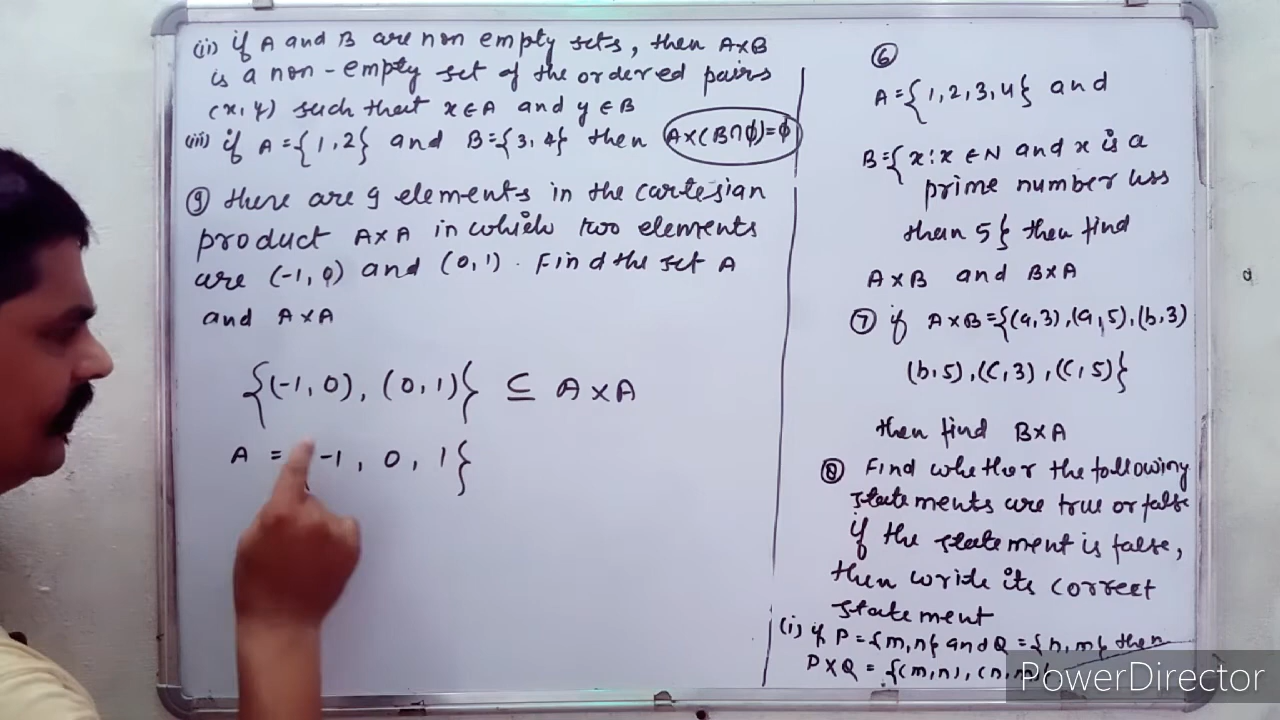 (ii) if A and B are non empty sets, then A×B
is a non-empty set of the ordered pairs
(x, y) such that x∈A and y∈B
(iii) if A={1,2} and B={3,4} then A×(B∩ϕ)=ϕ
⑨ there are 9 elements in the cartesian
product A×A in which two elements
are (-1, 0) and (0,1). Find the set A
and A×A
{(-1, 0), (0,1)} ⊆ A×A
A = -1, 0, 1}
⑥
A={1,2,3,4} and
B={x:x∈N and x is a
prime number less
than 5} then find
A×B and B×A
⑦ if A×B={(a,3),(a,5),(b,3)
(b,5),(c,3),(c,5)}
then find B×A
⑧ Find whether the following
statements are true or false
if the statement is false,
then write its correct
statement
(i) if P={m,n} and Q={n,m} then
P×Q = {(m,n),(n,
PowerDirector